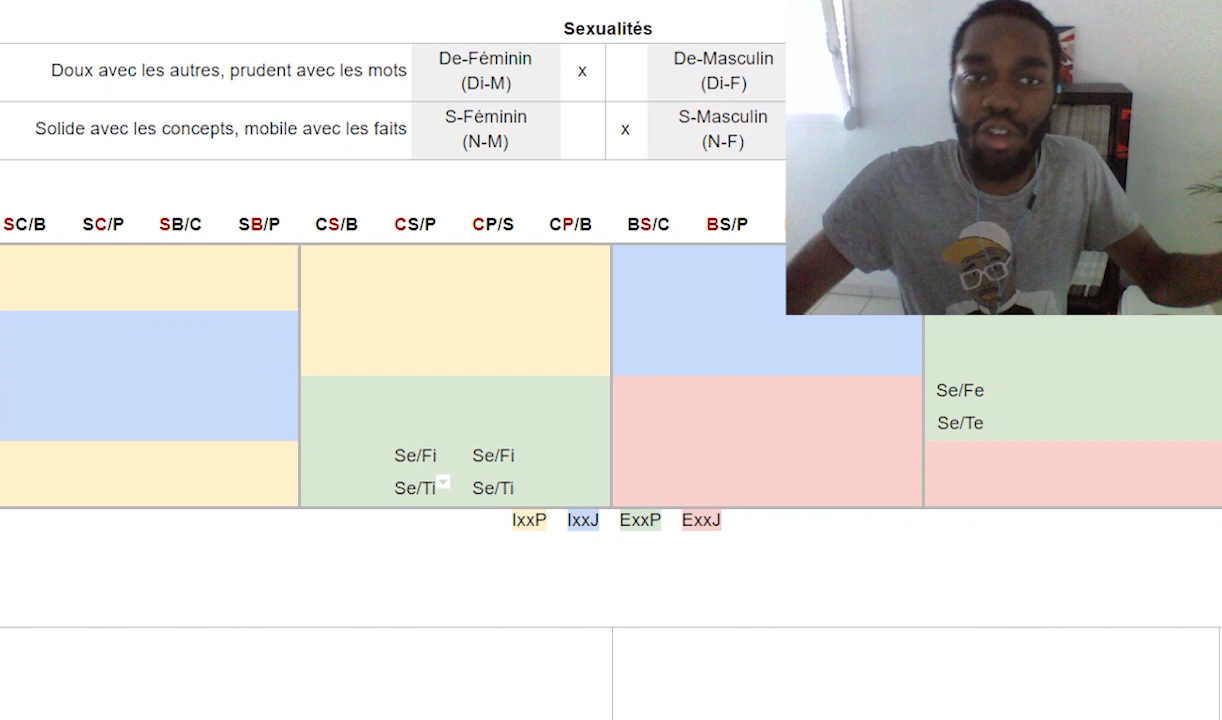 Sexualités
Doux avec les autres, prudent avec les mots De-Féminin (Di-M) x De-Masculin (Di-F)
Solide avec les concepts, mobile avec les faits S-Féminin (N-M) x S-Masculin (N-F)
SC/B SC/P SB/C SB/P CS/B CS/P CP/S CP/B BS/C BS/P
Se/Fe
Se/Te
Se/Fi Se/Fi
Se/Ti Se/Ti
IxxP IxxJ ExxP ExxJ